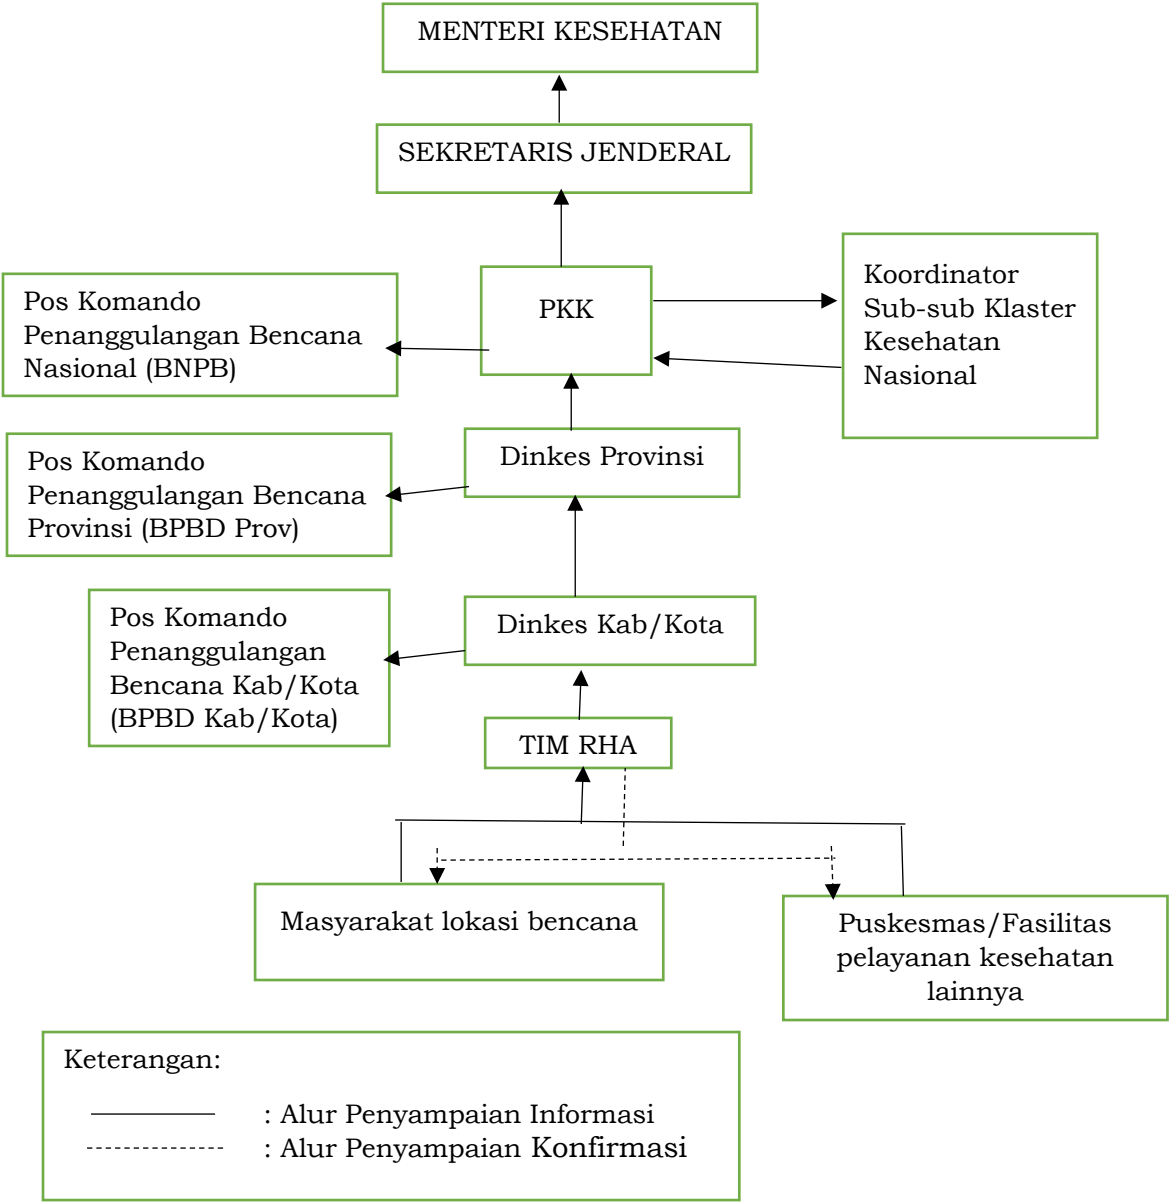 MENTERI KESEHATAN
SEKRETARIS JENDERAL
PKK
Koordinator
Sub-sub Klaster
Kesehatan
Nasional
Pos Komando
Penanggulangan Bencana
Nasional (BNPB)
Dinkes Provinsi
Pos Komando
Penanggulangan Bencana
Provinsi (BPBD Prov)
Dinkes Kab/Kota
Pos Komando
Penanggulangan
Bencana Kab/Kota
(BPBD Kab/Kota)
TIM RHA
Masyarakat lokasi bencana
Puskesmas/Fasilitas
pelayanan kesehatan
lainnya
Keterangan:
: Alur Penyampaian Informasi
: Alur Penyampaian Konfirmasi